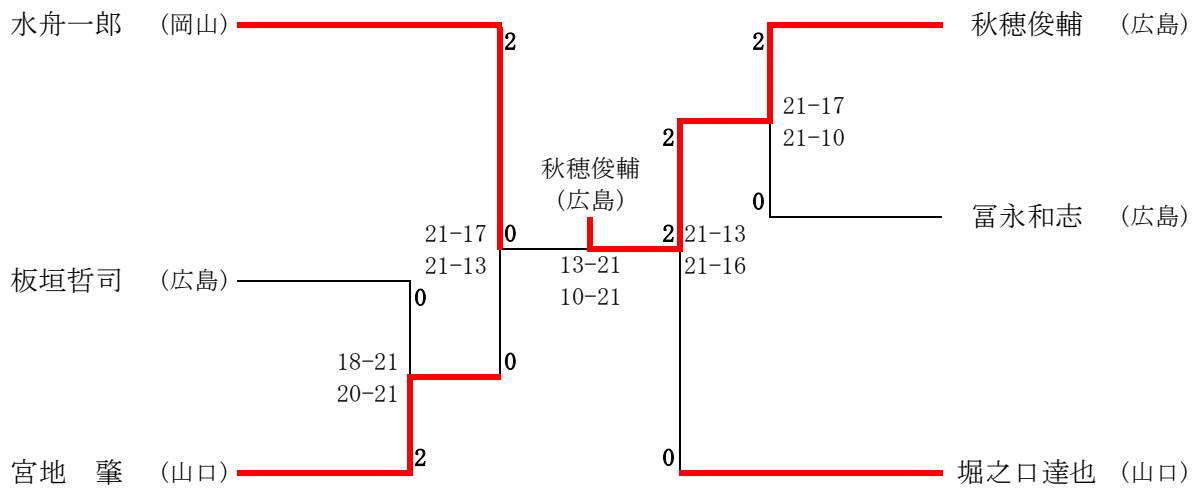 水舟一郎 (岡山)
2
2
秋穂俊輔 (広島)
21-17
21-10
2
0
冨永和志 (広島)
秋穂俊輔
(広島)
21-17
21-13
0
2
21-13
21-16
13-21
10-21
板垣哲司 (広島)
0
18-21
20-21
0
宮地 肇 (山口)
2
0
堀之口達也 (山口)